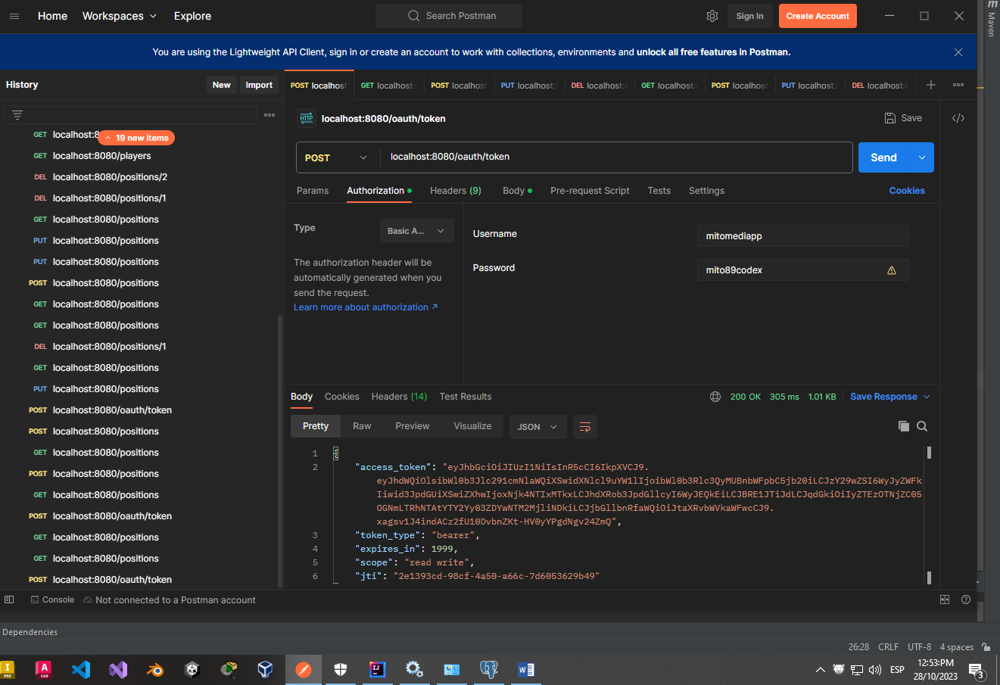 Home Workspaces Explore Search Postman Sign In Create Account
You are using the Lightweight API Client, sign in or create an account to work with collections, environments and unlock all free features in Postman.
History New Import
POST localhost GET localhost: POST localhost PUT localhost: DEL localhost: GET localhost: POST localhost PUT localhost: DEL localhost:
GET localhost:8
19 new items
GET localhost:8080/players
DEL localhost:8080/positions/2
DEL localhost:8080/positions/1
GET localhost:8080/positions
PUT localhost:8080/positions
PUT localhost:8080/positions
POST localhost:8080/positions
GET localhost:8080/positions
GET localhost:8080/positions
DEL localhost:8080/positions/1
GET localhost:8080/positions
PUT localhost:8080/positions
POST localhost:8080/oauth/token
POST localhost:8080/positions
GET localhost:8080/positions
POST localhost:8080/positions
GET localhost:8080/positions
POST localhost:8080/oauth/token
GET localhost:8080/positions
GET localhost:8080/positions
POST localhost:8080/oauth/token
HTTP localhost:8080/oauth/token Save
POST localhost:8080/oauth/token Send
Params Authorization Headers (9) Body Pre-request Script Tests Settings Cookies
Type Basic A...
The authorization header will be
automatically generated when you
send the request.
Learn more about authorization
Username mitomediapp
Password mito89codex
Body Cookies Headers (14) Test Results 200 OK 305 ms 1.01 KB Save Response
Pretty Raw Preview Visualize JSON
1 {
2 "access_token": "eyJhbGciOiJIUzI1NiIsInR5cCI6IkpXVCJ9.
eyJhdWQiOlsibWl0b3Jlc291cmNlaWQiXSwidXNlcl9uYW1lIjoibWl0b3Rlc3QyMUBnbWFpbC5jb20iLCJzY29wZSI6WyJyZWFk
Iiwid3JpdGUiXSwiZXhwIjoxNjk4NTIxMTkxLCJhdXRob3JpdGllcyI6WyJEQkEiLCJBRE1JTiJdLCJqdGkiOiIyZTEzOTNjZC05
OGNmLTRhNTAtYTY2Yy03ZDYwNTM2MjliNDkiLCJjbGllbnRfaWQiOiJtaXRvbWVkaWFwcCJ9.
xagsv1J4indACz2fU10DvbnZKt-HV0yYPgdNgv24ZmQ",
3 "token_type": "bearer",
4 "expires_in": 1999,
5 "scope": "read write",
6 "jti": "2e1393cd-98cf-4a50-a66c-7d6053629b49"
Console Not connected to a Postman account
m Maven
Dependencies
26:28 CRLF UTF-8 4 spaces
I PRO A CAD IJ W
ESP 12:53:PM
28/10/2023 3